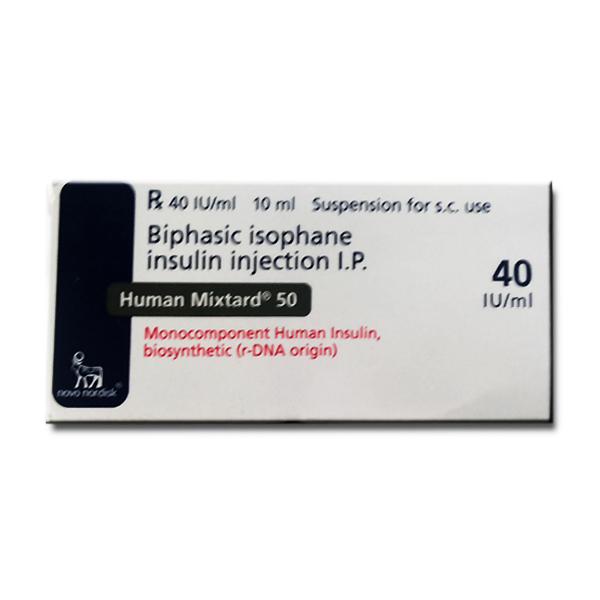 Rx 40 IU/ml 10 ml Suspension for s.c. use
Biphasic isophane
insulin injection I.P.
40
IU/ml
Human Mixtard® 50
Monocomponent Human Insulin,
biosynthetic (r-DNA origin)
novo nordisk®